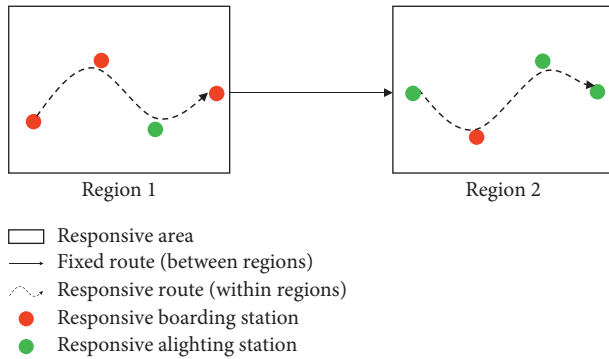 Region 1
Region 2
Responsive area
Fixed route (between regions)
Responsive route (within regions)
Responsive boarding station
Responsive alighting station